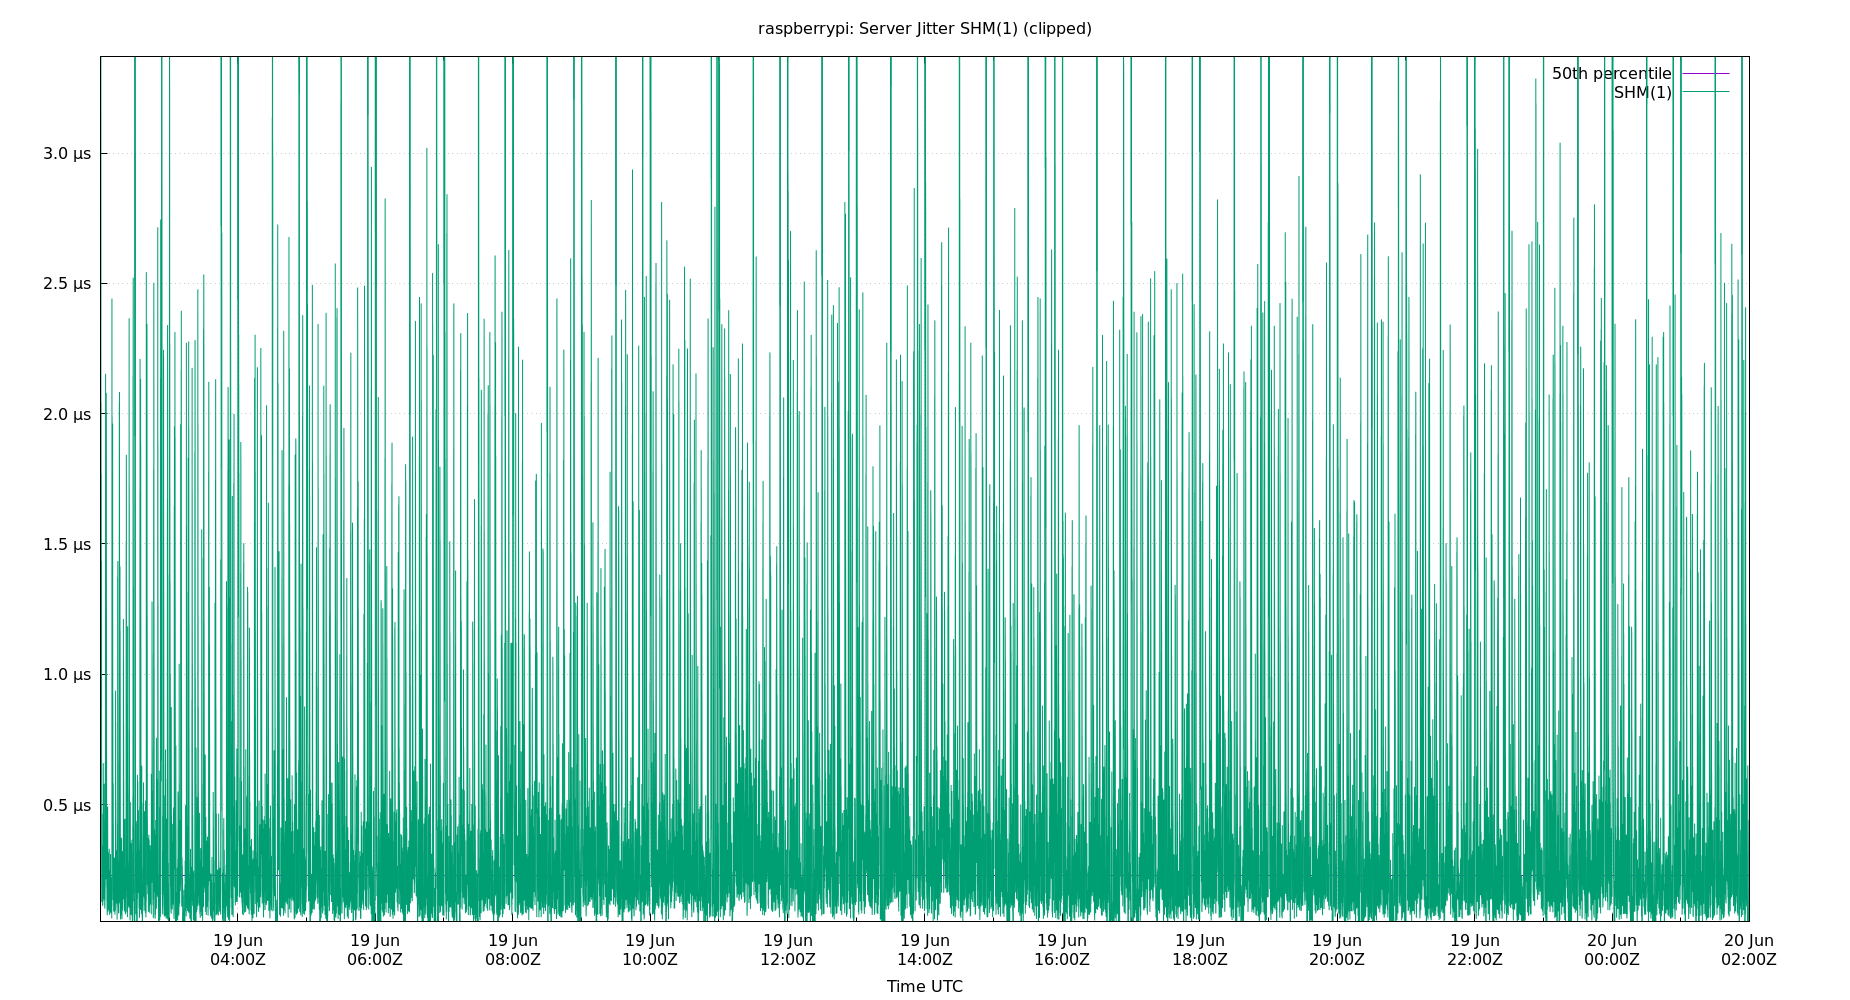 raspberrypi: Server Jitter SHM(1) (clipped)
50th percentile
SHM(1)
3.0 µs
2.5 µs
2.0 µs
1.5 µs
1.0 µs
0.5 µs
19 Jun 19 Jun 19 Jun 19 Jun 19 Jun 19 Jun 19 Jun 19 Jun 19 Jun 19 Jun 20 Jun 20 Jun
04:00Z 06:00Z 08:00Z 10:00Z 12:00Z 14:00Z 16:00Z 18:00Z 20:00Z 22:00Z 00:00Z 02:00Z
Time UTC